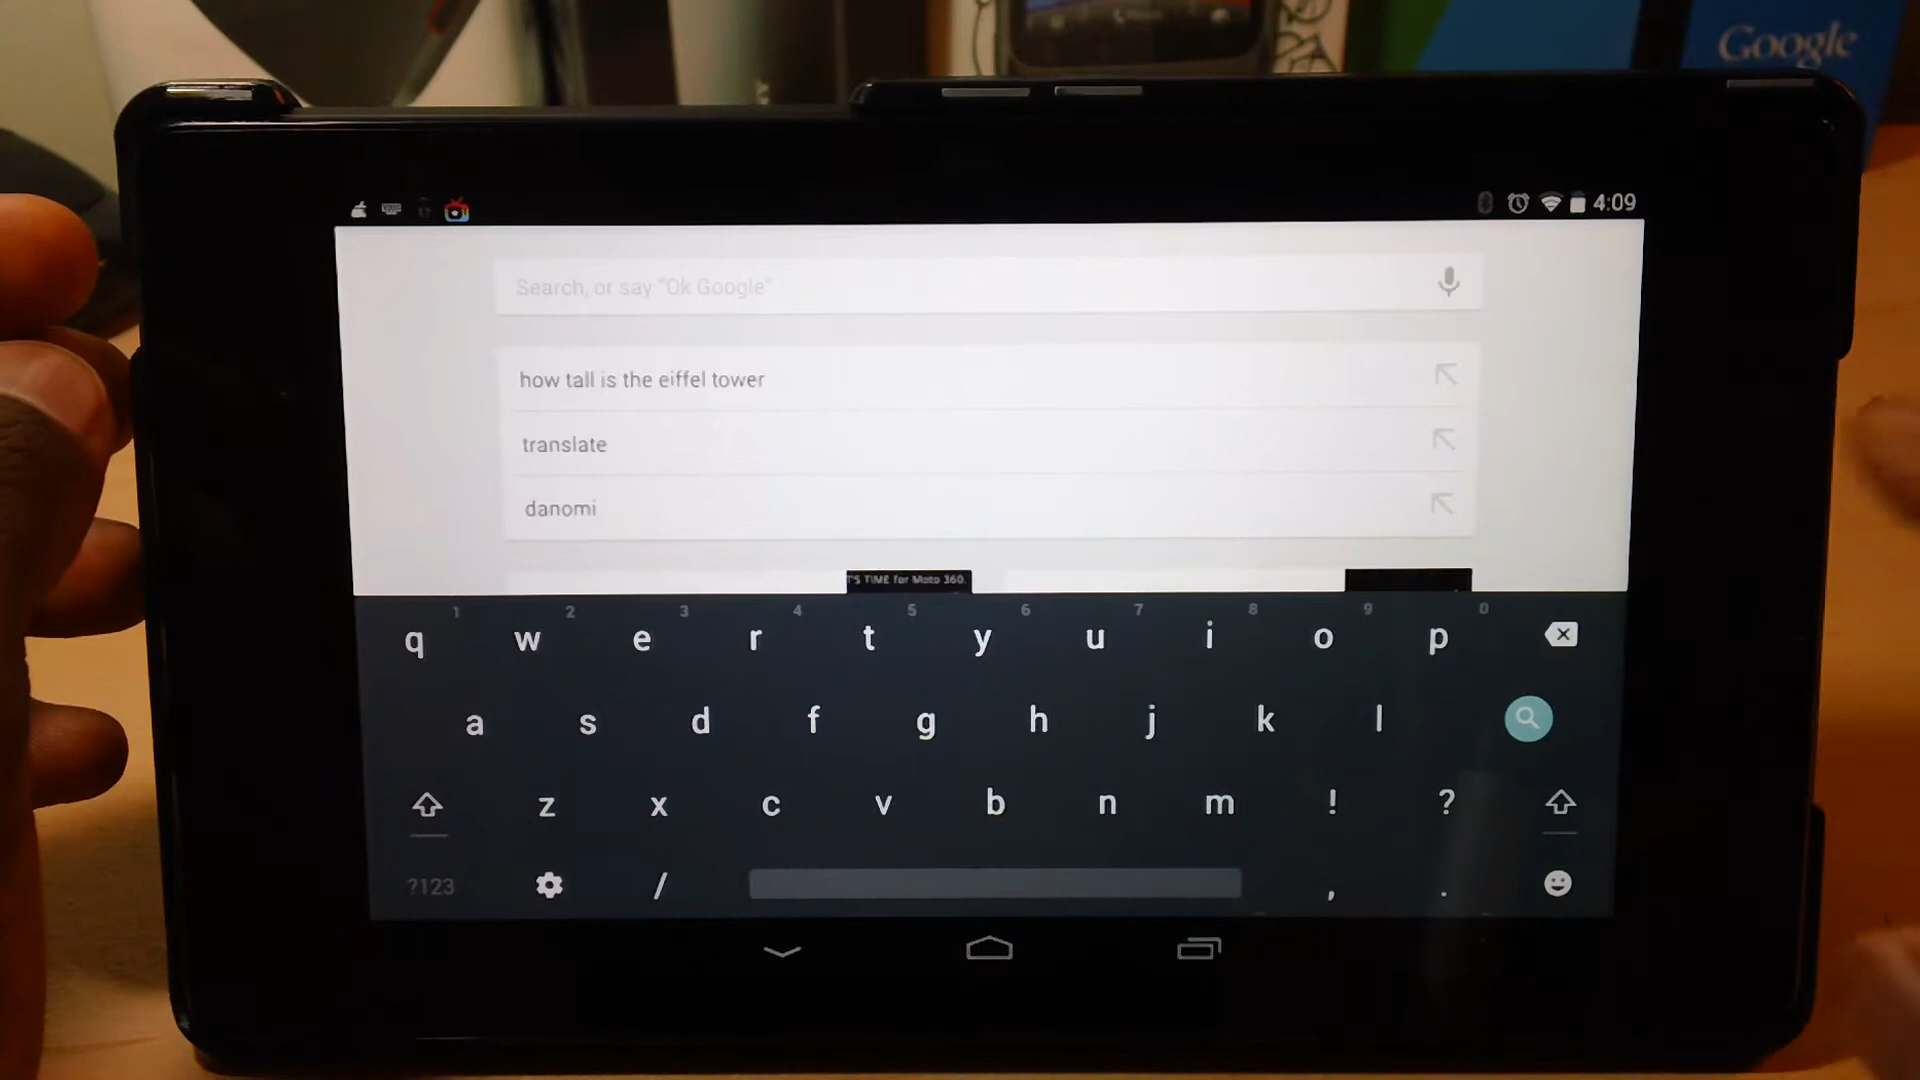 Google
4:09
Search, or say "Ok Google"
how tall is the eiffel tower
translate
danomi
T'S TIME for Moto 360.
1 2 3 4 5 6 7 8 9 0
q w e r t y u i o p
a s d f g h j k l
z x c v b n m ! ?
?123 / , .